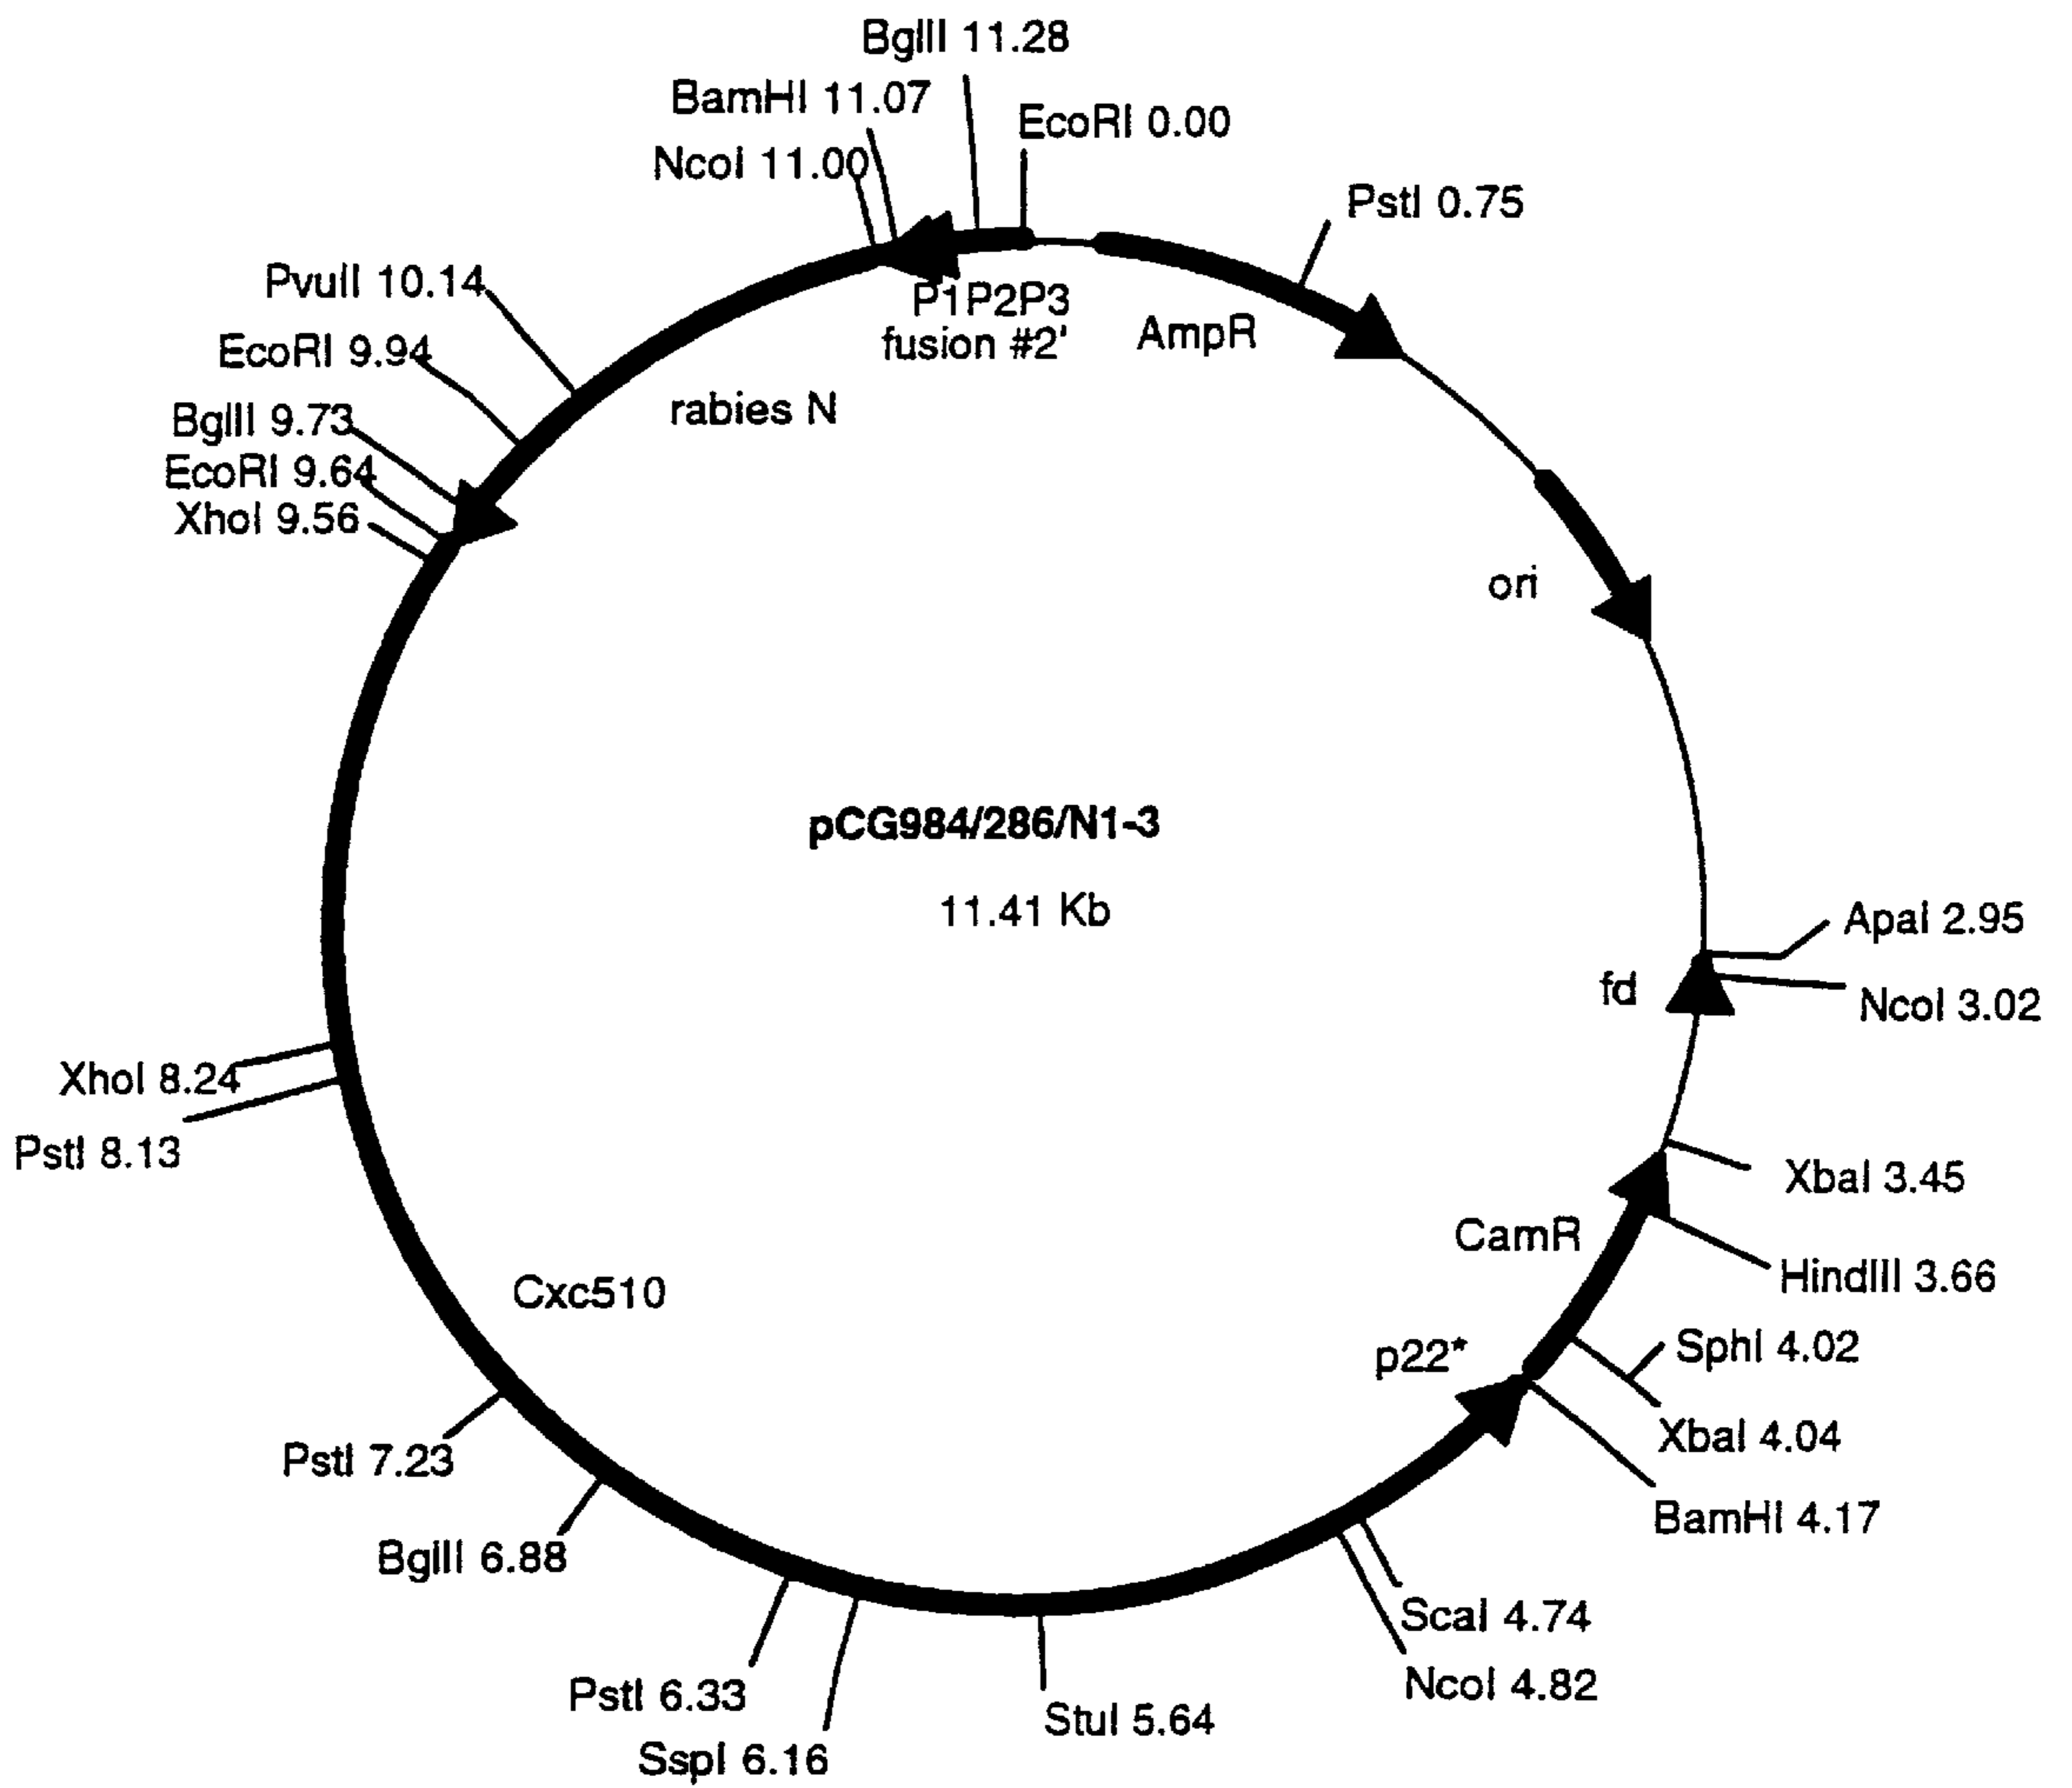 BglII 11.28
BamHI 11.07
EcoRI 0.00
NcoI 11.00
PstI 0.75
PvuII 10.14
P1P2P3
fusion #2'
AmpR
EcoRI 9.94
rabies N
BglII 9.73
EcoRI 9.64
XhoI 9.56
ori
pCG984/286/N1-3
11.41 Kb
ApaI 2.95
fd
NcoI 3.02
XhoI 8.24
PstI 8.13
XbaI 3.45
CamR
HindIII 3.66
Cxc510
p22*
SphI 4.02
XbaI 4.04
PstI 7.23
BamHI 4.17
BglII 6.88
ScaI 4.74
NcoI 4.82
PstI 6.33
StuI 5.64
SspI 6.16